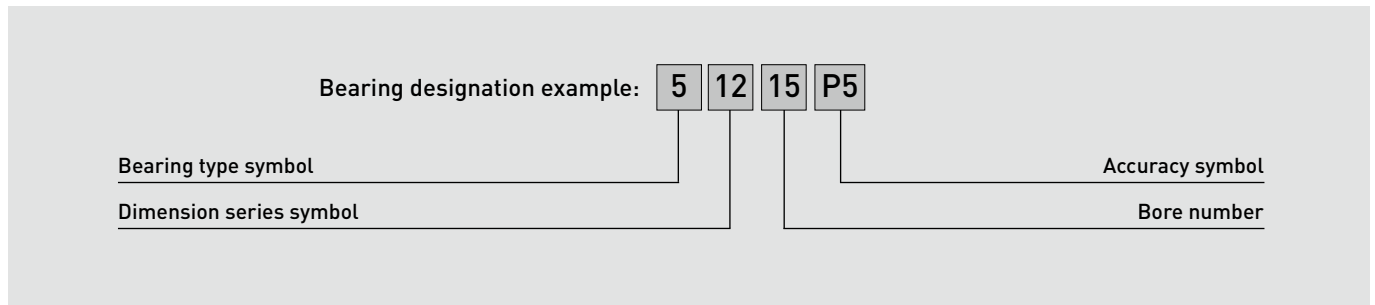 Bearing designation example: 5 12 15 P5
Bearing type symbol
Accuracy symbol
Dimension series symbol
Bore number